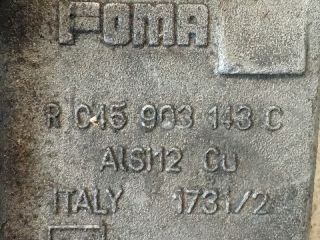 FOMA
R 045 903 143 C
AlSi12 Cu
ITALY 1731/2